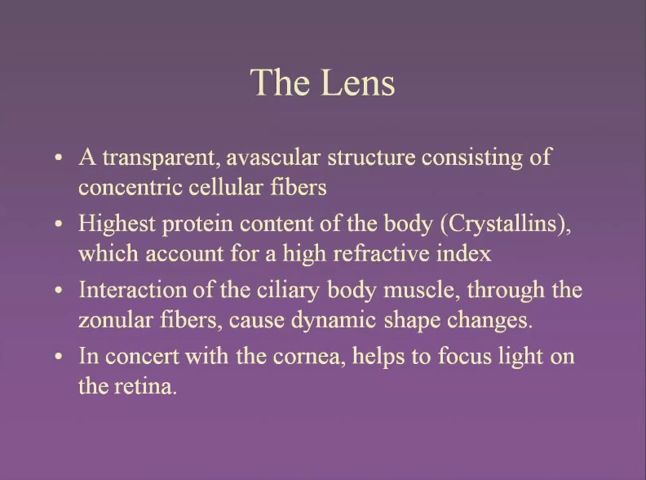 The Lens
• A transparent, avascular structure consisting of
concentric cellular fibers
• Highest protein content of the body (Crystallins),
which account for a high refractive index
• Interaction of the ciliary body muscle, through the
zonular fibers, cause dynamic shape changes.
• In concert with the cornea, helps to focus light on
the retina.